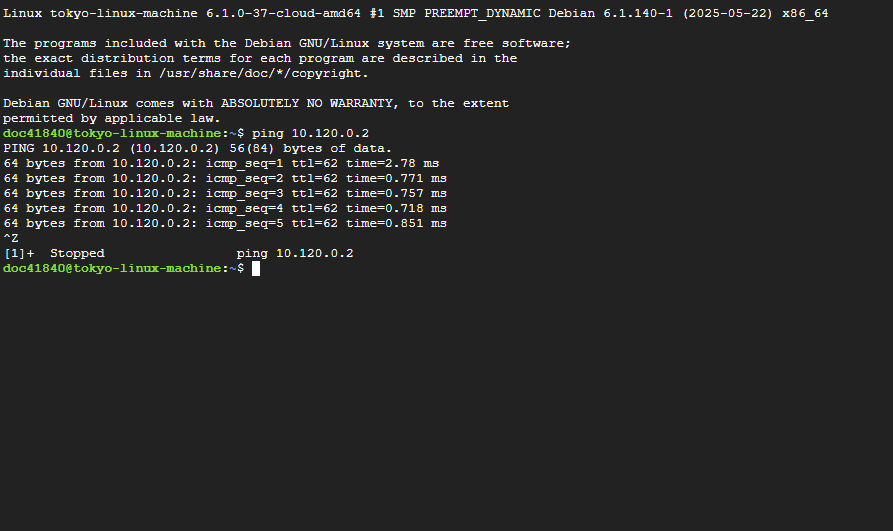 Linux tokyo-linux-machine 6.1.0-37-cloud-amd64 #1 SMP PREEMPT_DYNAMIC Debian 6.1.140-1 (2025-05-22) x86_64
The programs included with the Debian GNU/Linux system are free software;
the exact distribution terms for each program are described in the
individual files in /usr/share/doc/*/copyright.
Debian GNU/Linux comes with ABSOLUTELY NO WARRANTY, to the extent
permitted by applicable law.
doc41840@tokyo-linux-machine:~$ ping 10.120.0.2
PING 10.120.0.2 (10.120.0.2) 56(84) bytes of data.
64 bytes from 10.120.0.2: icmp_seq=1 ttl=62 time=2.78 ms
64 bytes from 10.120.0.2: icmp_seq=2 ttl=62 time=0.771 ms
64 bytes from 10.120.0.2: icmp_seq=3 ttl=62 time=0.757 ms
64 bytes from 10.120.0.2: icmp_seq=4 ttl=62 time=0.718 ms
64 bytes from 10.120.0.2: icmp_seq=5 ttl=62 time=0.851 ms
^Z
[1]+  Stopped                 ping 10.120.0.2
doc41840@tokyo-linux-machine:~$